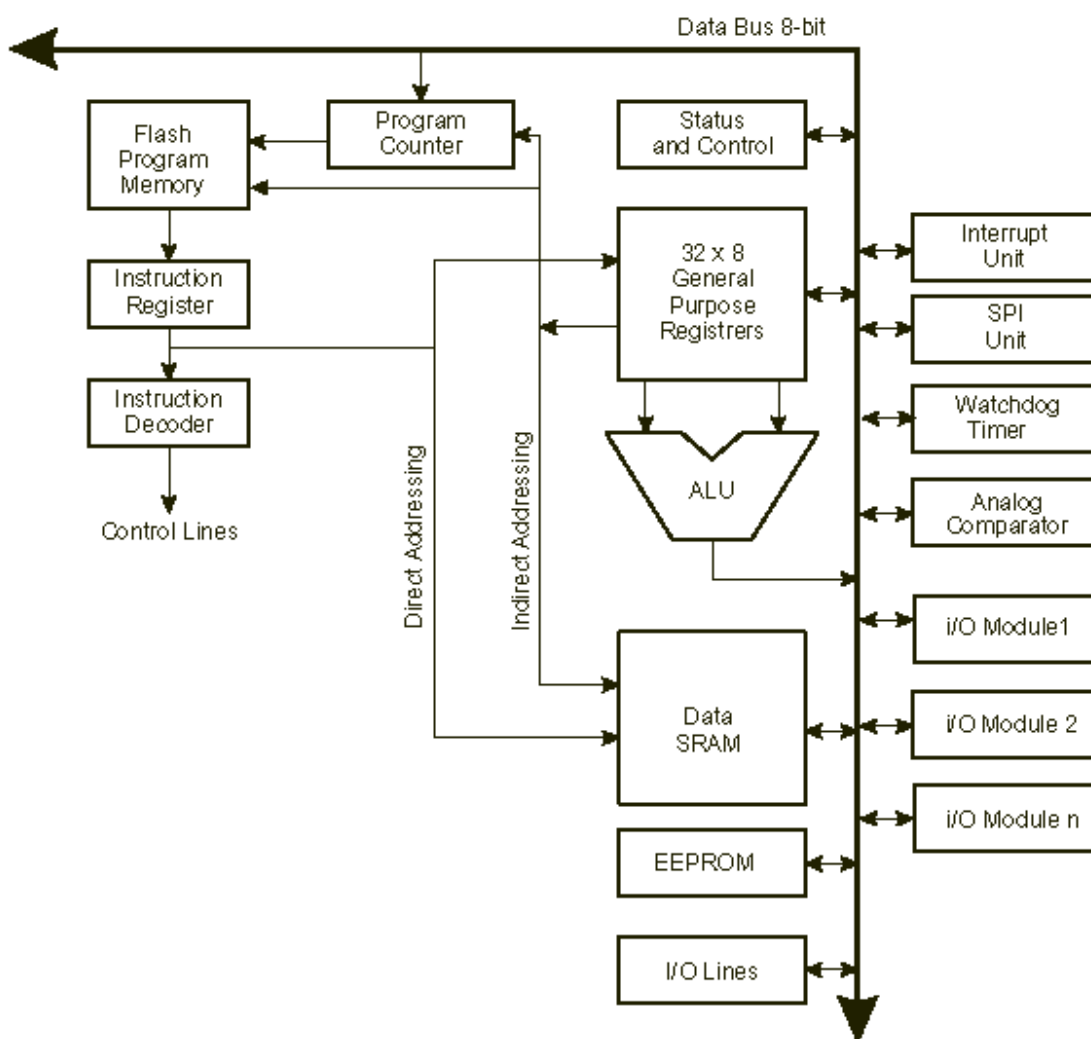 Data Bus 8-bit
Flash
Program
Memory
Program
Counter
Status
and Control
Instruction
Register
32 x 8
General
Purpose
Registrers
Interrupt
Unit
SPI
Unit
Instruction
Decoder
Watchdog
Timer
Control Lines
Direct Addressing
Indirect Addressing
ALU
Analog
Comparator
i/O Module1
Data
SRAM
i/O Module 2
i/O Module n
EEPROM
I/O Lines